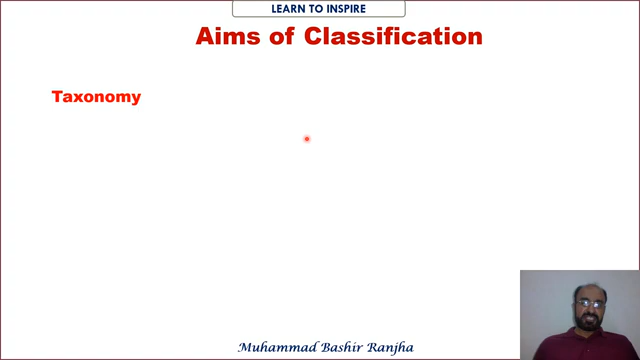 LEARN TO INSPIRE
Aims of Classification
Taxonomy
Muhammad Bashir Ranjha